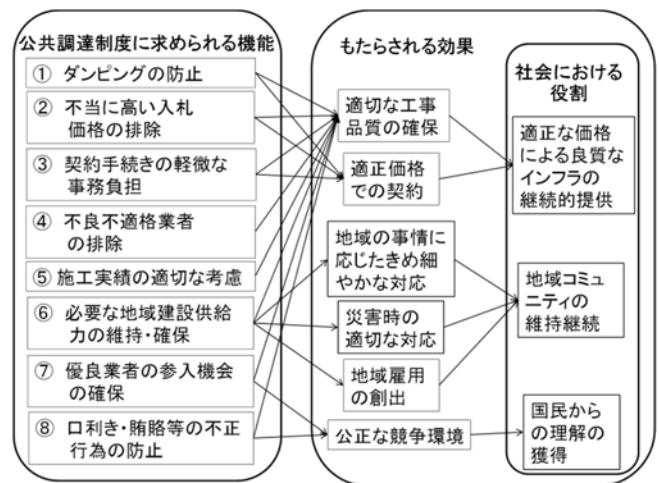 公共調達制度に求められる機能
① ダンピングの防止
② 不当に高い入札
価格の排除
③ 契約手続きの軽微な
事務負担
④ 不良不適格業者
の排除
⑤ 施工実績の適切な考慮
⑥ 必要な地域建設供給
力の維持・確保
⑦ 優良業者の参入機会
の確保
⑧ 口利き・賄賂等の不正
行為の防止
もたらされる効果
適切な工事
品質の確保
適正価格
での契約
地域の事情に
応じたきめ細
やかな対応
災害時の
適切な対応
地域雇用
の創出
公正な競争環境
社会における
役割
適正な価格
による良質な
インフラの
継続的提供
地域コミュ
ニティの
維持継続
国民から
の理解の
獲得